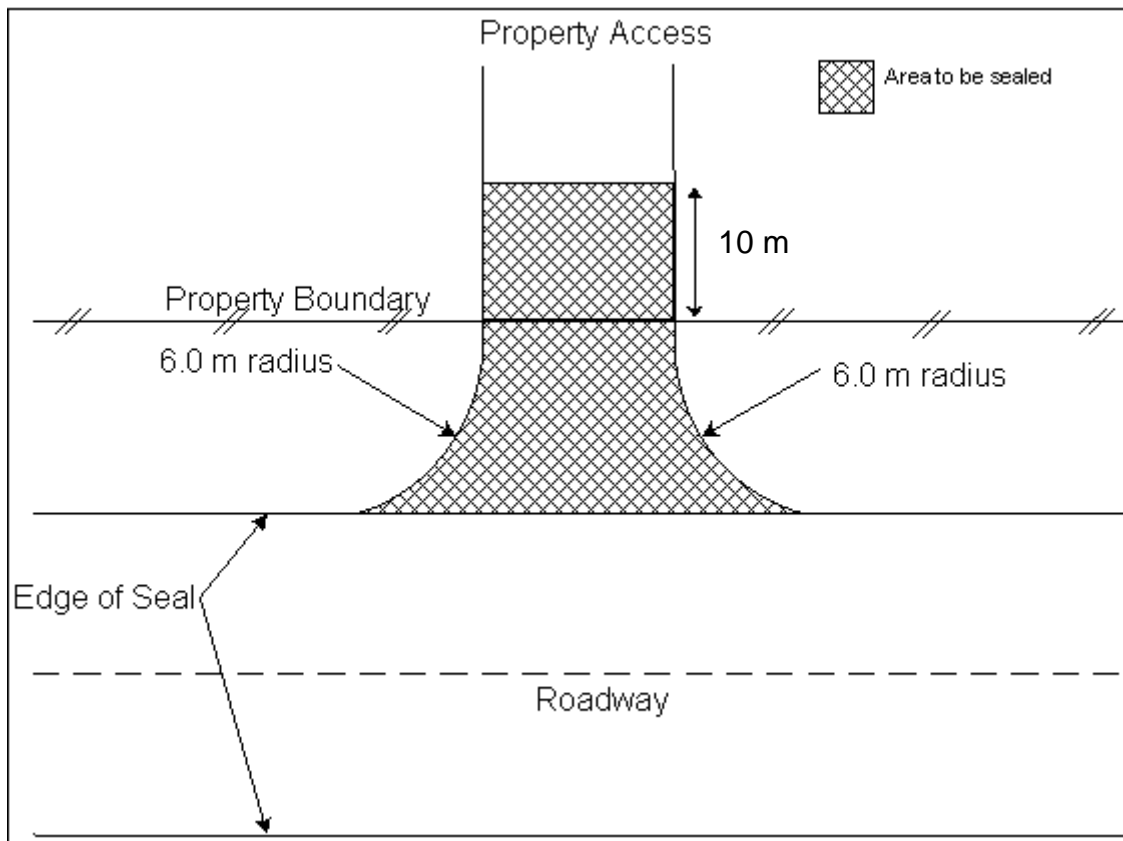 Property Access
Area to be sealed
10 m
Property Boundary
6.0 m radius
6.0 m radius
Edge of Seal
Roadway